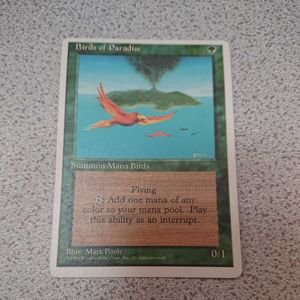 Birds of Paradise
Summon Mana Birds
Flying
: Add one mana of any
color to your mana pool. Play
this ability as an interrupt.
Illus. Mark Poole
0/1